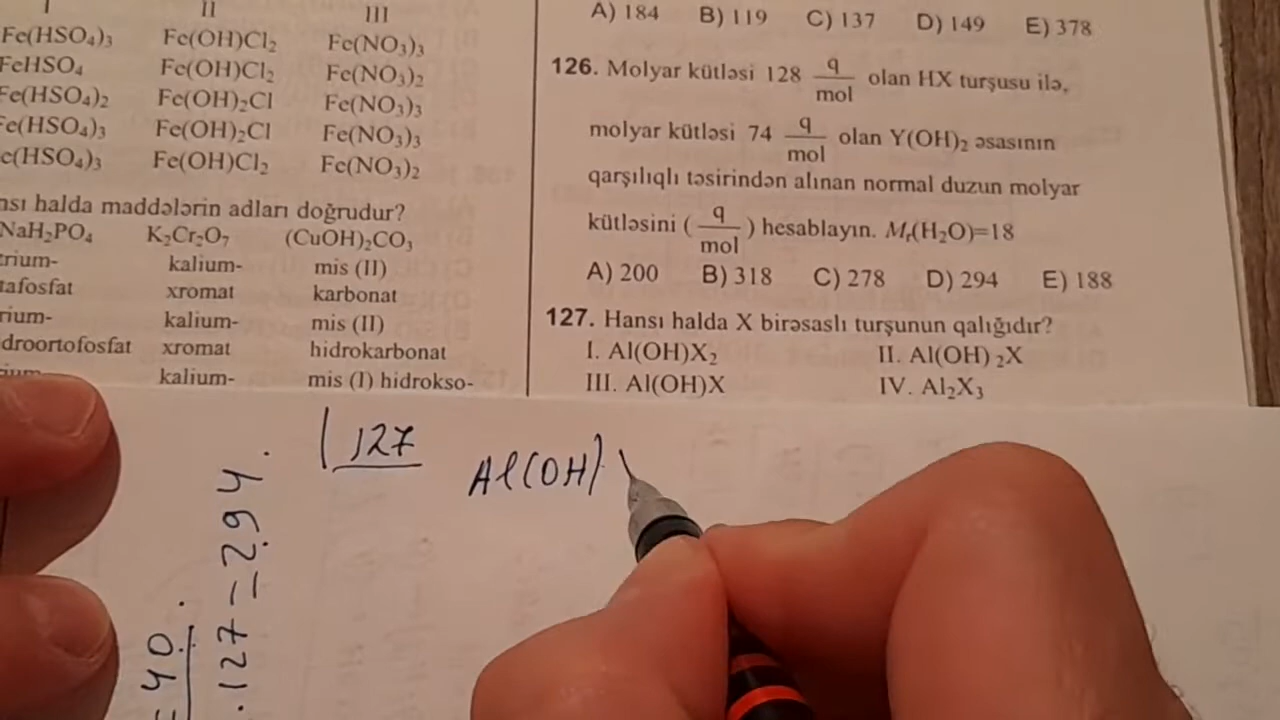 I II III
Fe(HSO₄)₃ Fe(OH)Cl₂ Fe(NO₃)₃
FeHSO₄ Fe(OH)Cl₂ Fe(NO₃)₂
Fe(HSO₄)₂ Fe(OH)₂Cl Fe(NO₃)₃
Fe(HSO₄)₃ Fe(OH)₂Cl Fe(NO₃)₃
e(HSO₄)₃ Fe(OH)Cl₂ Fe(NO₃)₂
nsı halda maddələrin adları doğrudur?
NaH₂PO₄ K₂Cr₂O₇ (CuOH)₂CO₃
trium- kalium- mis (II)
tafosfat xromat karbonat
rium- kalium- mis (II)
droortofosfat xromat hidrokarbonat
kalium- mis (I) hidrokso-
A) 184 B) 119 C) 137 D) 149 E) 378
126. Molyar kütləsi 128 q/mol olan HX turşusu ilə,
molyar kütləsi 74 q/mol olan Y(OH)₂ əsasının
qarşılıqlı təsirindən alınan normal duzun molyar
kütləsini ( q/mol ) hesablayın. Mᵣ(H₂O)=18
A) 200 B) 318 C) 278 D) 294 E) 188
127. Hansı halda X birəsaslı turşunun qalığıdır?
I. Al(OH)X₂ II. Al(OH) ₂X
III. Al(OH)X IV. Al₂X₃
127 Al(OH)
= 40
. 127 = 294.